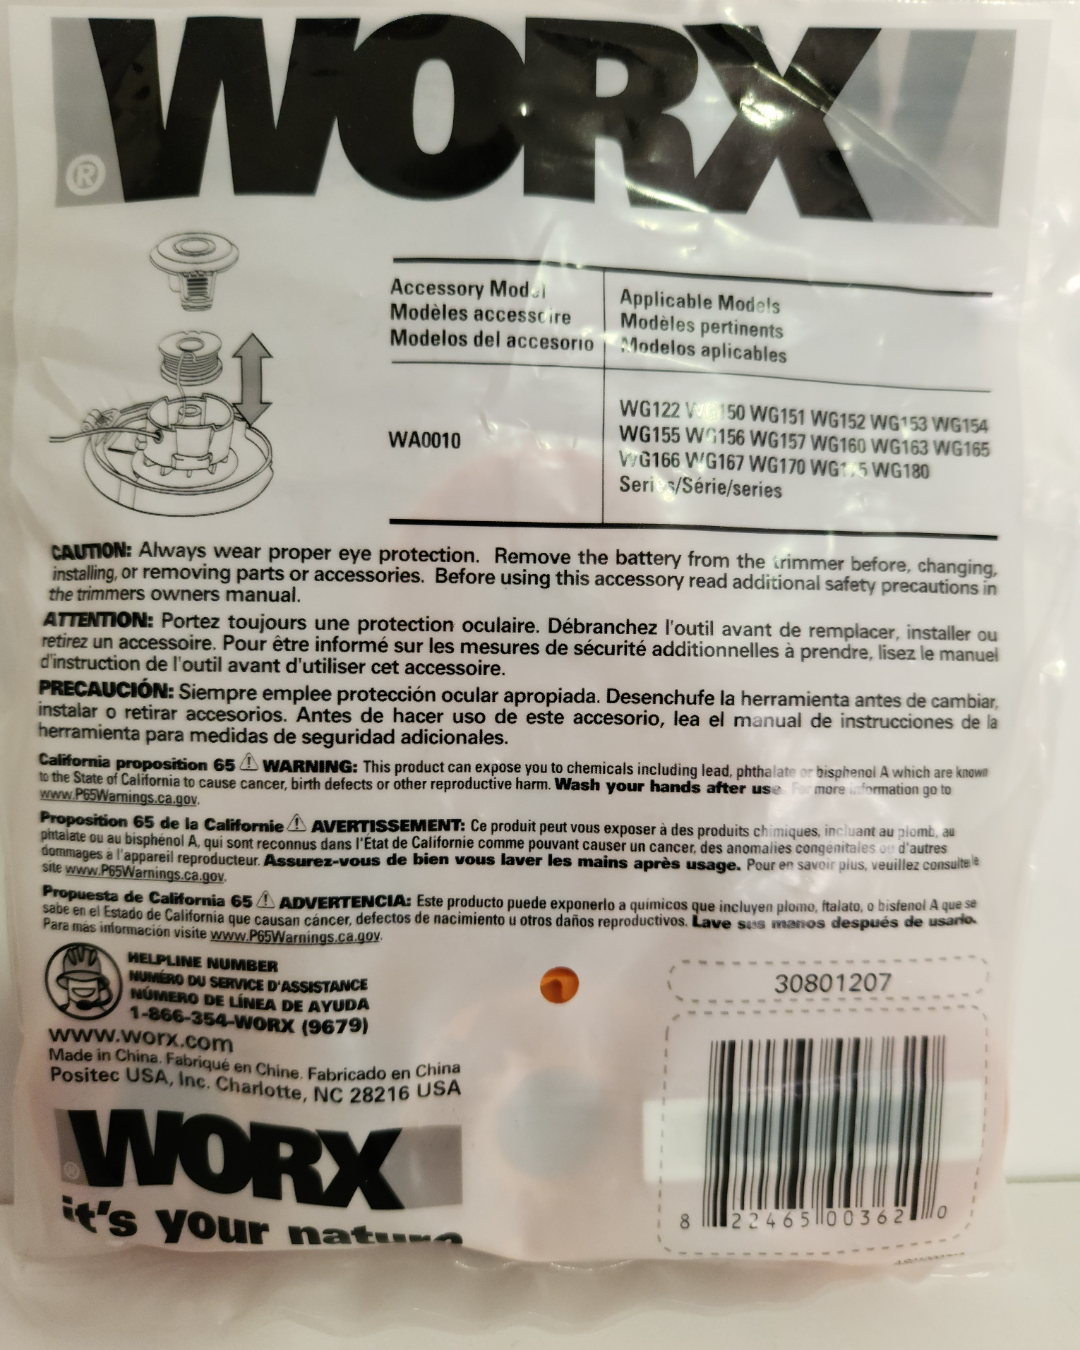 WORX
®
Accessory Model
Modèles accessoire
Modelos del accesorio
Applicable Models
Modèles pertinents
Modelos aplicables
WA0010
WG122 WG150 WG151 WG152 WG153 WG154
WG155 WG156 WG157 WG160 WG163 WG165
WG166 WG167 WG170 WG180
Series/Série/series
CAUTION: Always wear proper eye protection. Remove the battery from the trimmer before, changing,
installing, or removing parts or accessories. Before using this accessory read additional safety precautions in
the trimmers owners manual.
ATTENTION: Portez toujours une protection oculaire. Débranchez l'outil avant de remplacer, installer ou
retirez un accessoire. Pour être informé sur les mesures de sécurité additionnelles à prendre, lisez le manuel
d'instruction de l'outil avant d'utiliser cet accessoire.
PRECAUCIÓN: Siempre emplee protección ocular apropiada. Desenchufe la herramienta antes de cambiar,
instalar o retirar accesorios. Antes de hacer uso de este accesorio, lea el manual de instrucciones de la
herramienta para medidas de seguridad adicionales.
California proposition 65 ⚠ WARNING: This product can expose you to chemicals including lead, phthalate or bisphenol A which are known
to the State of California to cause cancer, birth defects or other reproductive harm. Wash your hands after use. For more information go to
www.P65Warnings.ca.gov.
Proposition 65 de la Californie ⚠ AVERTISSEMENT: Ce produit peut vous exposer à des produits chimiques, incluant au plomb, au
phtalate ou au bisphénol A, qui sont reconnus dans l'État de Californie comme pouvant causer un cancer, des anomalies congenitales ou d'autres
dommages à l'appareil reproducteur. Assurez-vous de bien vous laver les mains après usage. Pour en savoir plus, veuillez consulte le
site www.P65Warnings.ca.gov.
Propuesta de California 65 ⚠ ADVERTENCIA: Este producto puede exponerlo a químicos que incluyen plomo, ftalato, o bisfenol A que se
sabe en el Estado de California que causan cáncer, defectos de nacimiento u otros daños reproductivos. Lave sus manos después de usarlo.
Para mas información visite www.P65Warnings.ca.gov.
HELPLINE NUMBER
NUMÉRO DU SERVICE D'ASSISTANCE
NÚMERO DE LÍNEA DE AYUDA
1-866-354-WORX (9679)
www.worx.com
Made in China. Fabriqué en Chine. Fabricado en China
Positec USA, Inc. Charlotte, NC 28216 USA
WORX
®
it's your nature
30801207
8 22465 00362 0